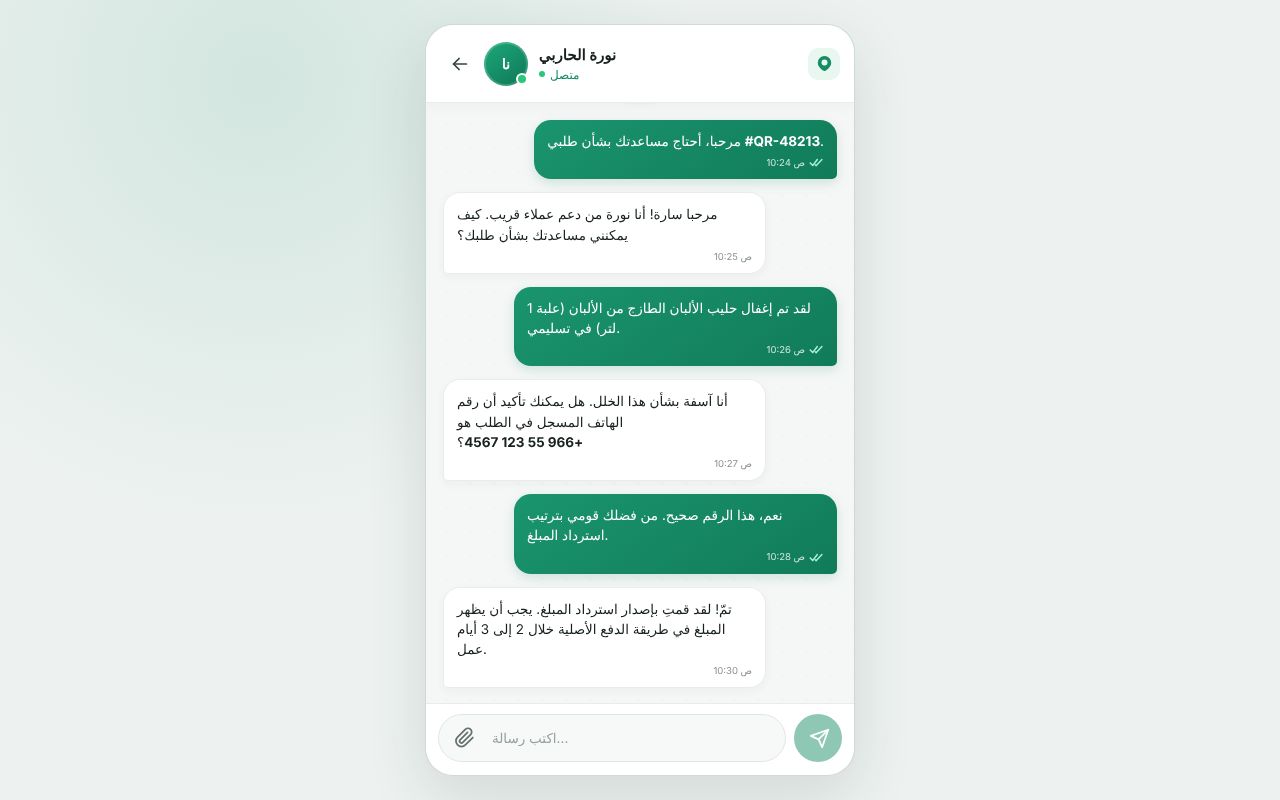 نورة الحاربي
متصل
نا
مرحبا، أحتاج مساعدتك بشأن طلبي #QR-48213.
10:24 ص
مرحبا سارة! أنا نورة من دعم عملاء قريب. كيف
يمكنني مساعدتك بشأن طلبك؟
10:25 ص
لقد تم إغفال حليب الألبان الطازج من الألبان (علبة 1
لتر) في تسليمي.
10:26 ص
أنا آسفة بشأن هذا الخلل. هل يمكنك تأكيد أن رقم
الهاتف المسجل في الطلب هو
+966 55 123 4567؟
10:27 ص
نعم، هذا الرقم صحيح. من فضلك قومي بترتيب
استرداد المبلغ.
10:28 ص
تمّ! لقد قمتِ بإصدار استرداد المبلغ. يجب أن يظهر
المبلغ في طريقة الدفع الأصلية خلال 2 إلى 3 أيام
عمل.
10:30 ص
اكتب رسالة...